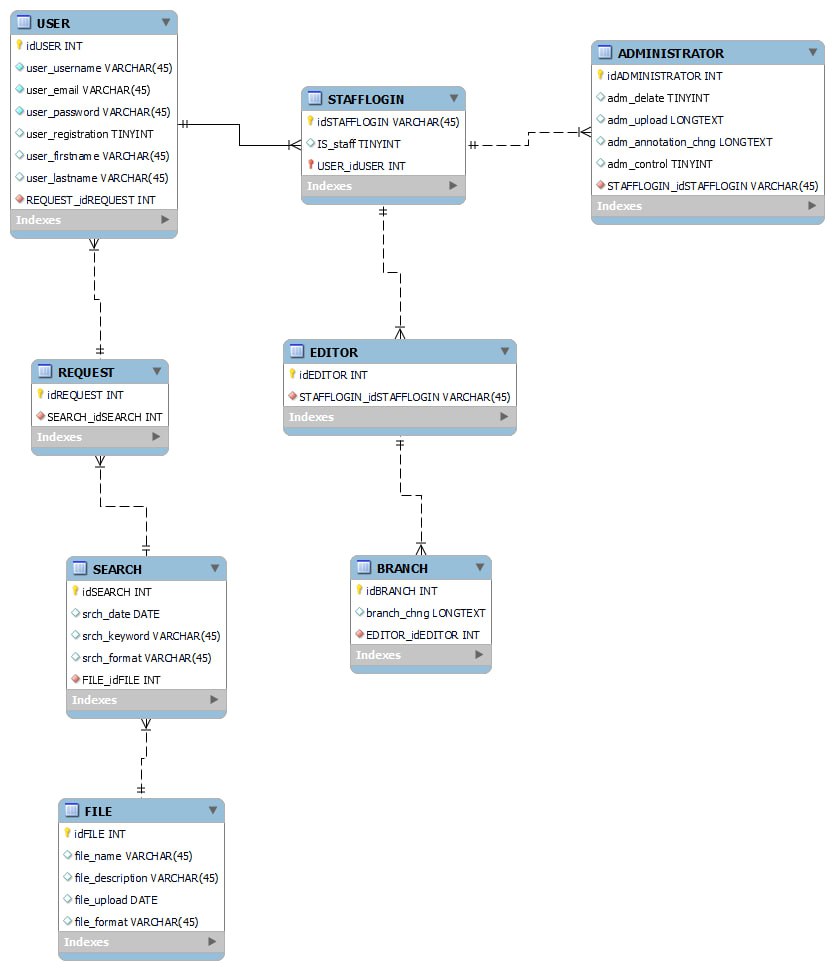 USER
idUSER INT
user_username VARCHAR(45)
user_email VARCHAR(45)
user_password VARCHAR(45)
user_registration TINYINT
user_firstname VARCHAR(45)
user_lastname VARCHAR(45)
REQUEST_idREQUEST INT
Indexes
STAFFLOGIN
idSTAFFLOGIN VARCHAR(45)
IS_staff TINYINT
USER_idUSER INT
Indexes
ADMINISTRATOR
idADMINISTRATOR INT
adm_delate TINYINT
adm_upload LONGTEXT
adm_annotation_chng LONGTEXT
adm_control TINYINT
STAFFLOGIN_idSTAFFLOGIN VARCHAR(45)
Indexes
REQUEST
idREQUEST INT
SEARCH_idSEARCH INT
Indexes
EDITOR
idEDITOR INT
STAFFLOGIN_idSTAFFLOGIN VARCHAR(45)
Indexes
SEARCH
idSEARCH INT
srch_date DATE
srch_keyword VARCHAR(45)
srch_format VARCHAR(45)
FILE_idFILE INT
Indexes
BRANCH
idBRANCH INT
branch_chng LONGTEXT
EDITOR_idEDITOR INT
Indexes
FILE
idFILE INT
file_name VARCHAR(45)
file_description VARCHAR(45)
file_upload DATE
file_format VARCHAR(45)
Indexes